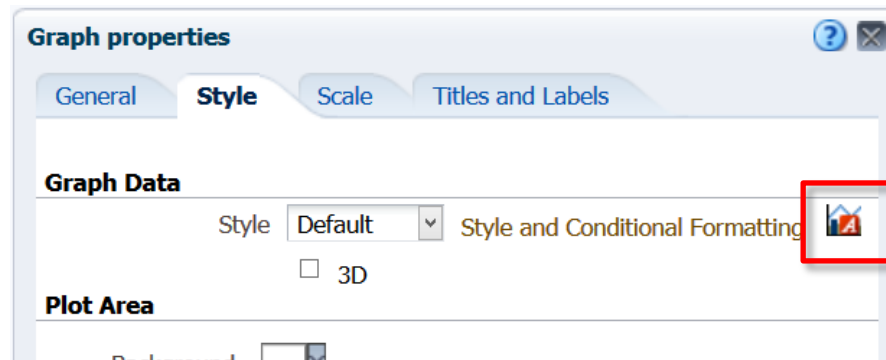 Graph properties
General Style Scale Titles and Labels
Graph Data
Style Default Style and Conditional Formatting
3D
Plot Area
Background